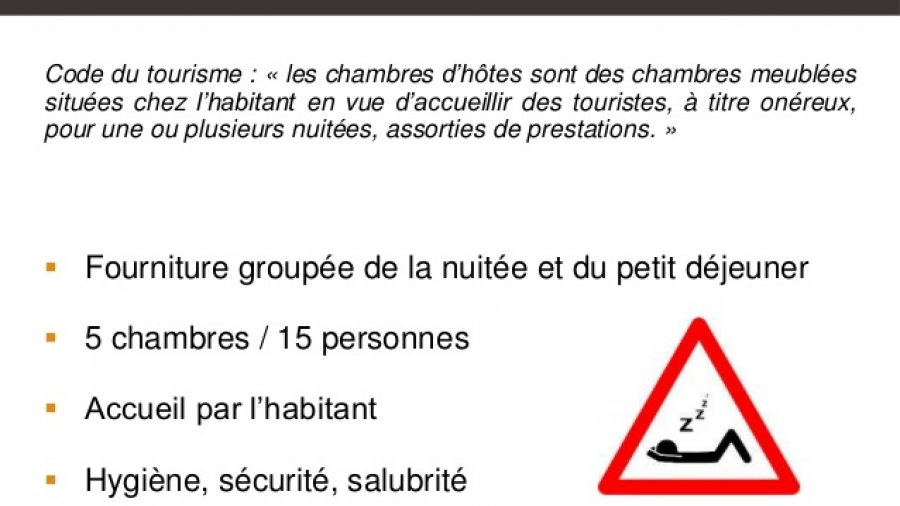 Code du tourisme : « les chambres d’hôtes sont des chambres meublées
situées chez l’habitant en vue d’accueillir des touristes, à titre onéreux,
pour une ou plusieurs nuitées, assorties de prestations. »
▪ Fourniture groupée de la nuitée et du petit déjeuner
▪ 5 chambres / 15 personnes
▪ Accueil par l’habitant
▪ Hygiène, sécurité, salubrité
z z z